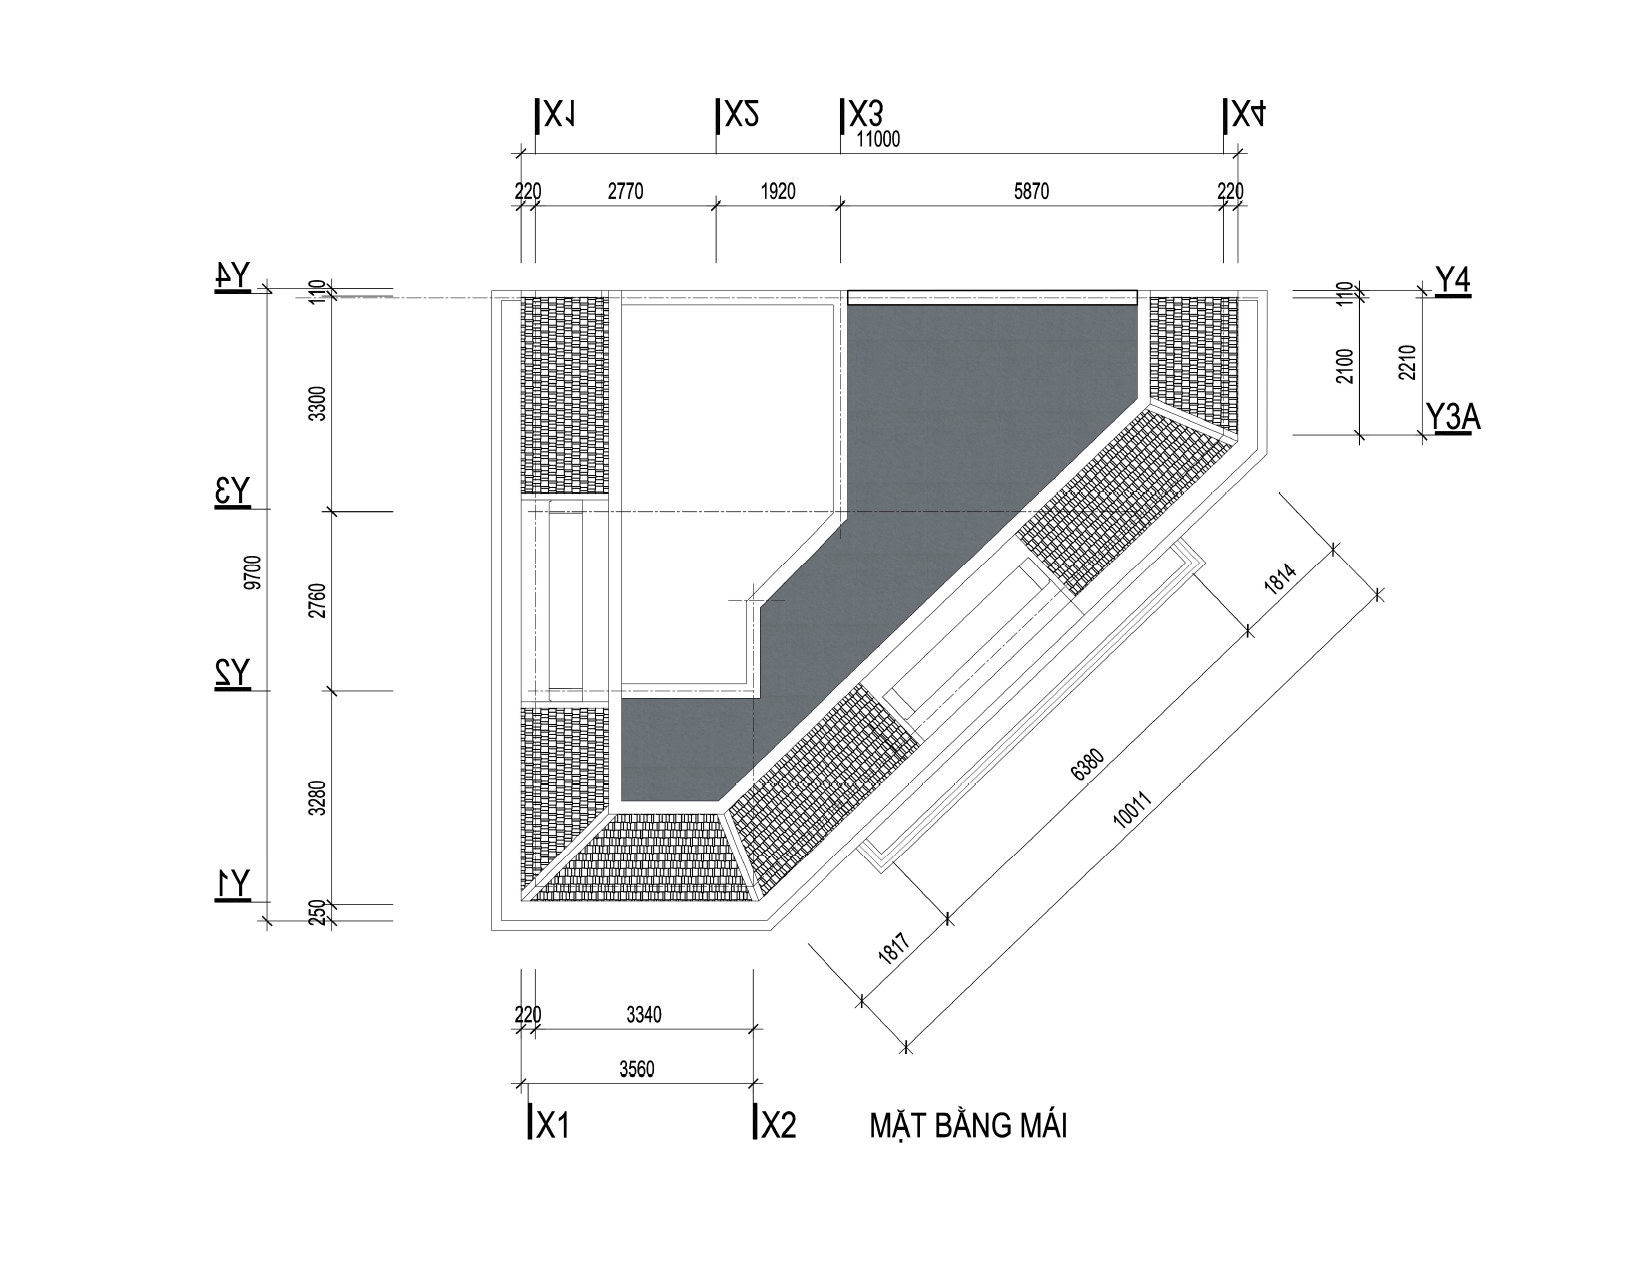 X1 X2 X3 X4
11000
220 2770 1920 5870 220
Y4
110
3300
Y3
9700
2760
Y2
3280
Y1
250
Y4
110
2100
2210
Y3A
1814
6380
10011
1817
220 3340
3560
X1 X2
MẶT BẰNG MÁI